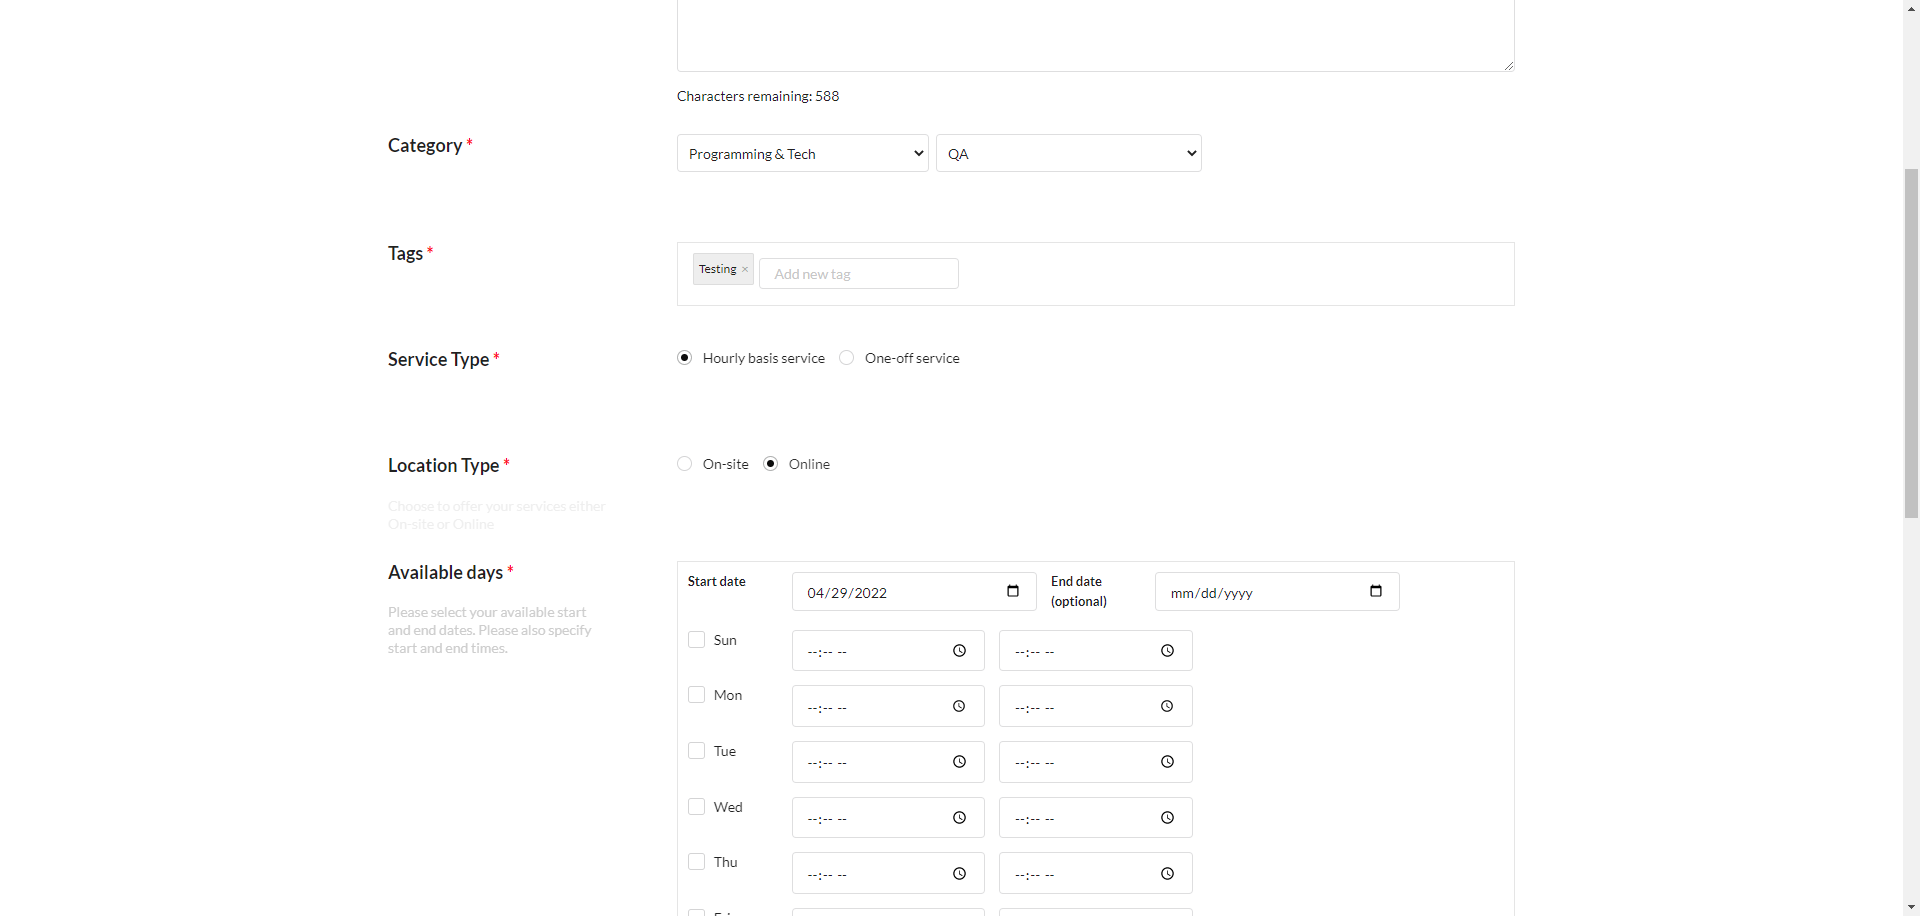 Characters remaining: 588
Category *
Programming & Tech
QA
Tags *
Testing ×
Add new tag
Service Type *
Hourly basis service
One-off service
Location Type *
On-site
Online
Choose to offer your services either
On-site or Online
Available days *
Please select your available start
and end dates. Please also specify
start and end times.
Start date
04/29/2022
End date
(optional)
mm/dd/yyyy
Sun
--:-- --
--:-- --
Mon
--:-- --
--:-- --
Tue
--:-- --
--:-- --
Wed
--:-- --
--:-- --
Thu
--:-- --
--:-- --